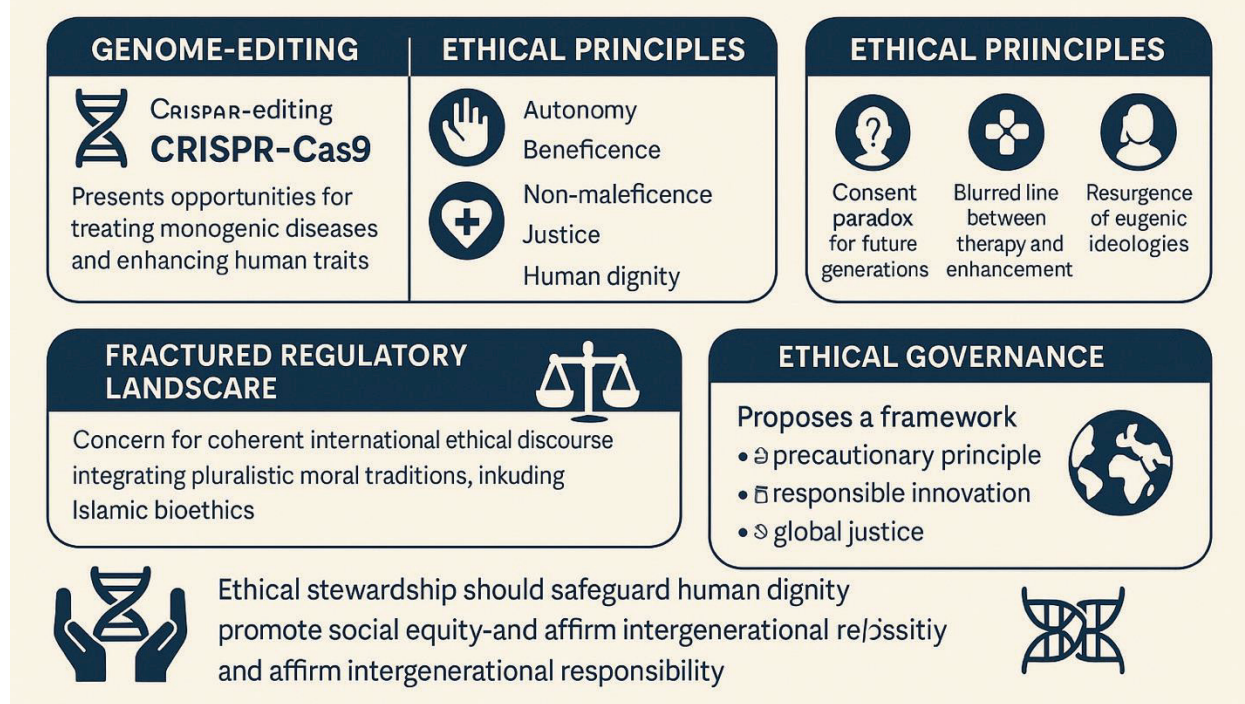 GENOME-EDITING
CRISPAR-editing
CRISPR-Cas9
Presents opportunities for
treating monogenic diseases
and enhancing human traits
ETHICAL PRINCIPLES
Autonomy
Beneficence
Non-maleficence
Justice
Human dignity
ETHICAL PRIINCIPLES
?
Consent
paradox
for future
generations
Blurred line
between
therapy and
enhancement
Resurgence
of eugenic
ideologies
FRACTURED REGULATORY
LANDSCARE
Concern for coherent international ethical discourse
integrating pluralistic moral traditions, inkuding
Islamic bioethics
ETHICAL GOVERNANCE
Proposes a framework
• precautionary principle
• responsible innovation
• global justice
Ethical stewardship should safeguard human dignity
promote social equity-and affirm intergenerational
and affirm intergenerational responsibility